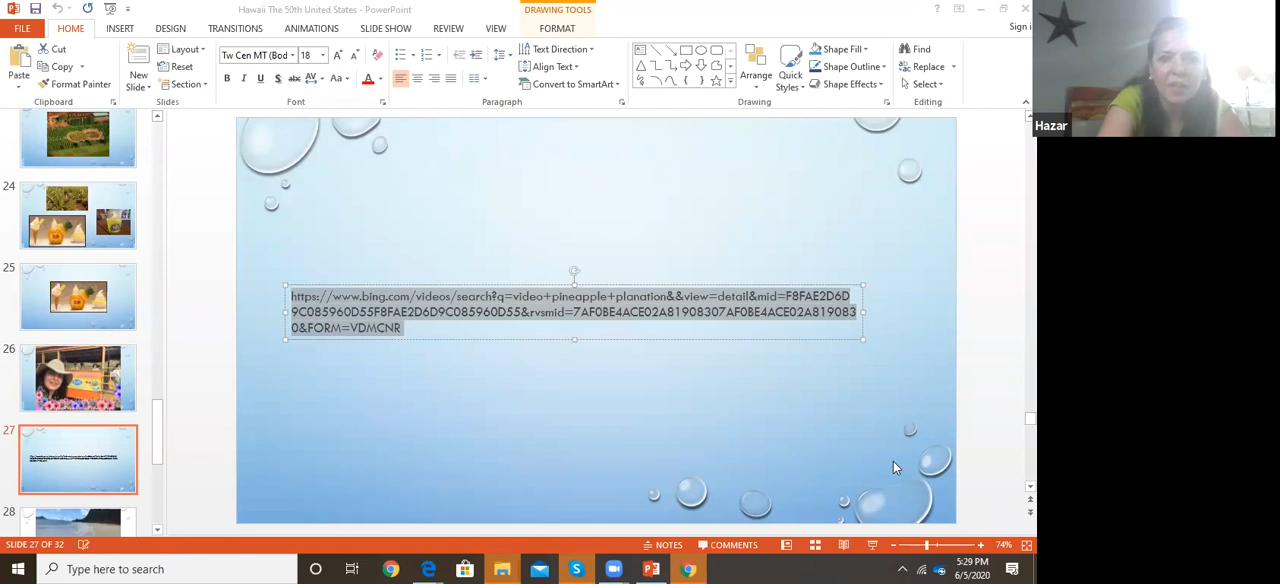 Hawaii The 50th United States - PowerPoint
DRAWING TOOLS
?
FILE
HOME
INSERT
DESIGN
TRANSITIONS
ANIMATIONS
SLIDE SHOW
REVIEW
VIEW
FORMAT
Sign i
Paste
Cut
Copy
Format Painter
Clipboard
New
Slide
Layout
Reset
Section
Slides
Tw Cen MT (Bod
18
B I U S abc AV Aa A
Font
Text Direction
Align Text
Convert to SmartArt
Paragraph
Arrange
Quick
Styles
Shape Fill
Shape Outline
Shape Effects
Drawing
Find
Replace
Select
Editing
Hazar
24
25
26
27
28
https://www.bing.com/videos/search?q=video+pineapple+planation&&view=detail&mid=F8FAE2D6D
9C085960D55F8FAE2D6D9C085960D55&rvsmid=7AF0BE4ACE02A81908307AF0BE4ACE02A819083
0&FORM=VDMCNR
SLIDE 27 OF 32
NOTES
COMMENTS
74%
Type here to search
5:29 PM
6/5/2020